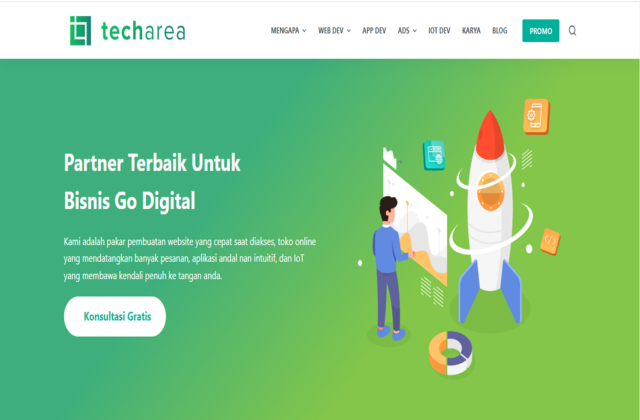 techarea
MENGAPA WEB DEV APP DEV ADS IOT DEV KARYA BLOG PROMO
Partner Terbaik Untuk
Bisnis Go Digital
Kami adalah pakar pembuatan website yang cepat saat diakses, toko online
yang mendatangkan banyak pesanan, aplikasi andal nan intuitif, dan IoT
yang membawa kendali penuh ke tangan anda.
Konsultasi Gratis